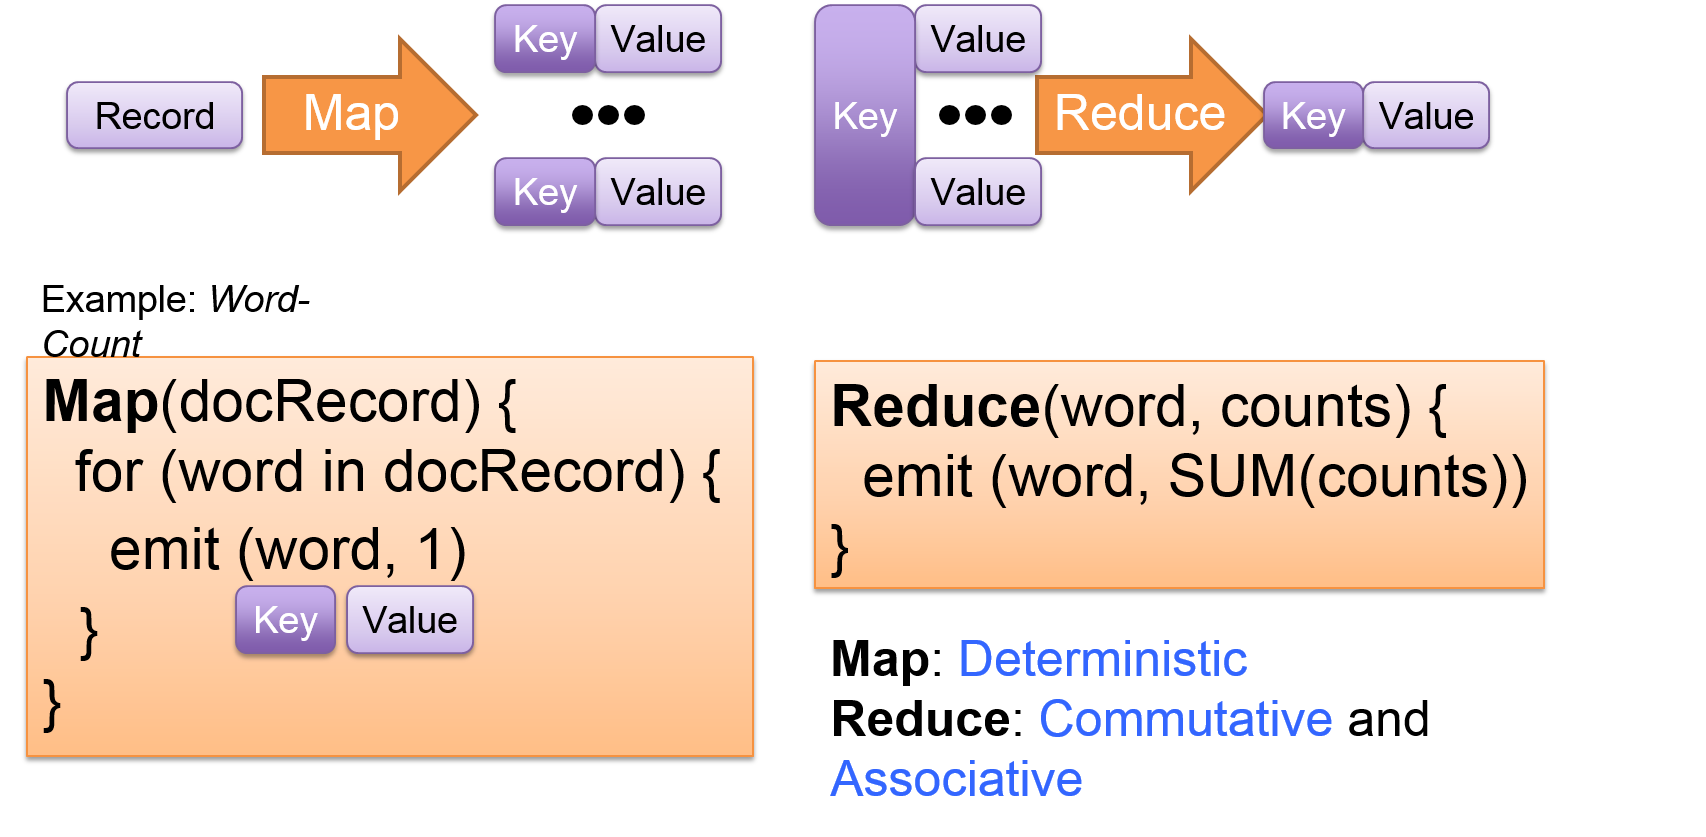 Record
Map
Key Value
•••
Key Value
Key
Value
•••
Value
Reduce
Key Value
Example: Word-
Count
Map(docRecord) {
for (word in docRecord) {
emit (word, 1)
}
Key Value
}
Reduce(word, counts) {
emit (word, SUM(counts))
}
Map: Deterministic
Reduce: Commutative and
Associative